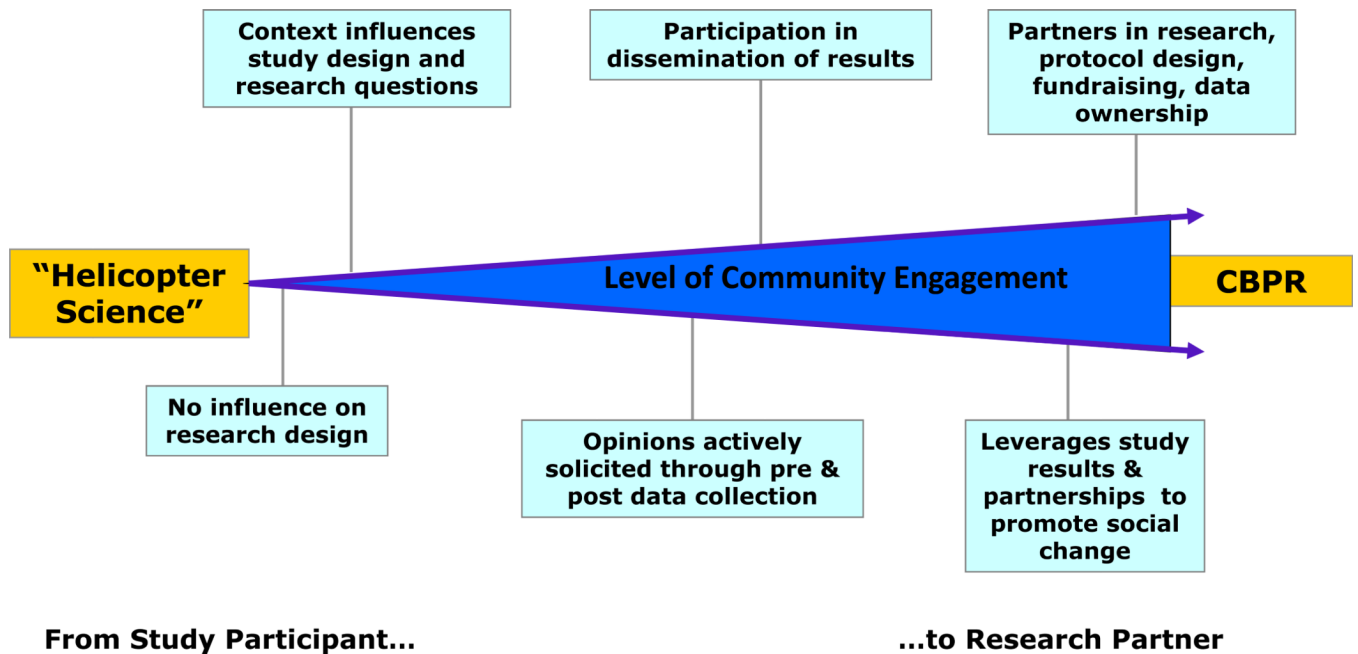 Context influences
study design and
research questions
Participation in
dissemination of results
Partners in research,
protocol design,
fundraising, data
ownership
“Helicopter
Science”
Level of Community Engagement
CBPR
No influence on
research design
Opinions actively
solicited through pre &
post data collection
Leverages study
results &
partnerships to
promote social
change
From Study Participant...
...to Research Partner